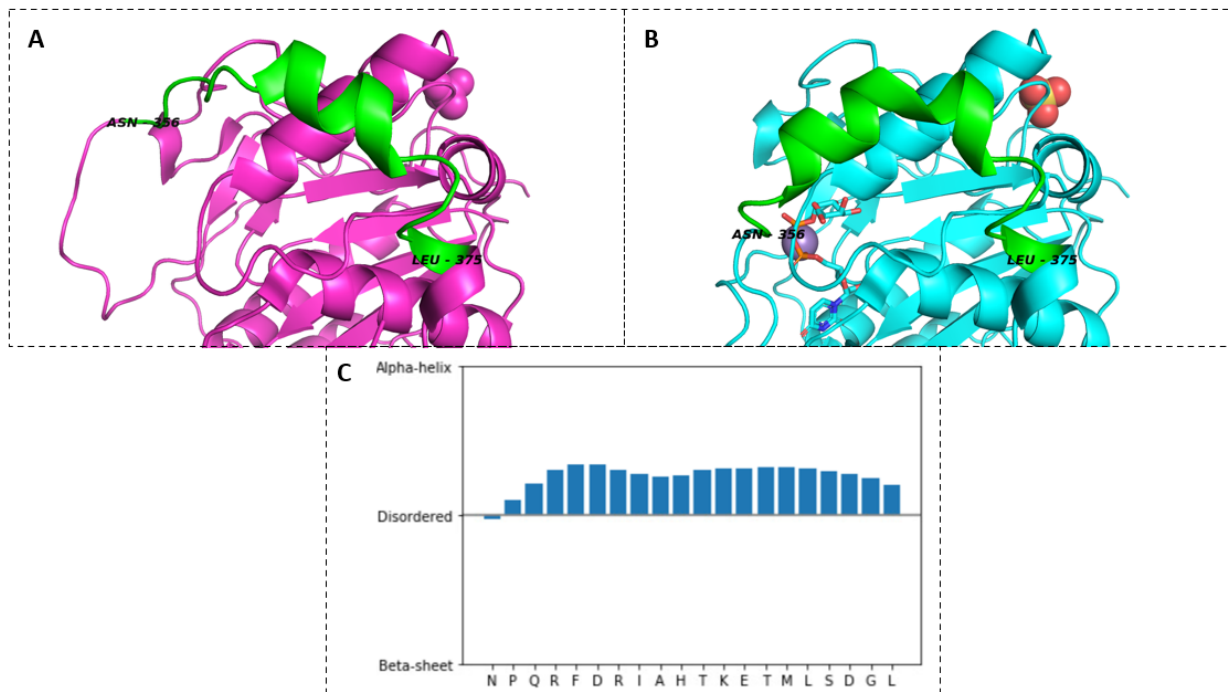 A
ASN - 356
LEU - 375
B
ASN - 356
LEU - 375
C
Alpha-helix
Disordered
Beta-sheet
N P Q R F D R I A H T K E T M L S D G L